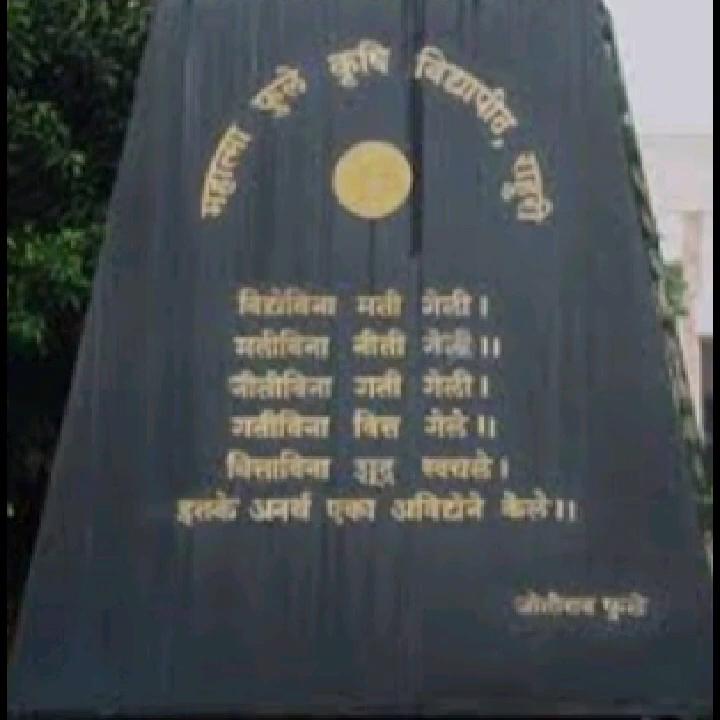 महात्मा फुले कृषि विद्यापीठ, राहुरी
विद्येविना मती गेली।
मतीविना नीती गेली॥
नीतीविना गती गेली।
गतीविना वित्त गेले॥
वित्ताविना शूद्र खचले।
इतके अनर्थ एका अविद्येने केले॥
जोतीराव फुले